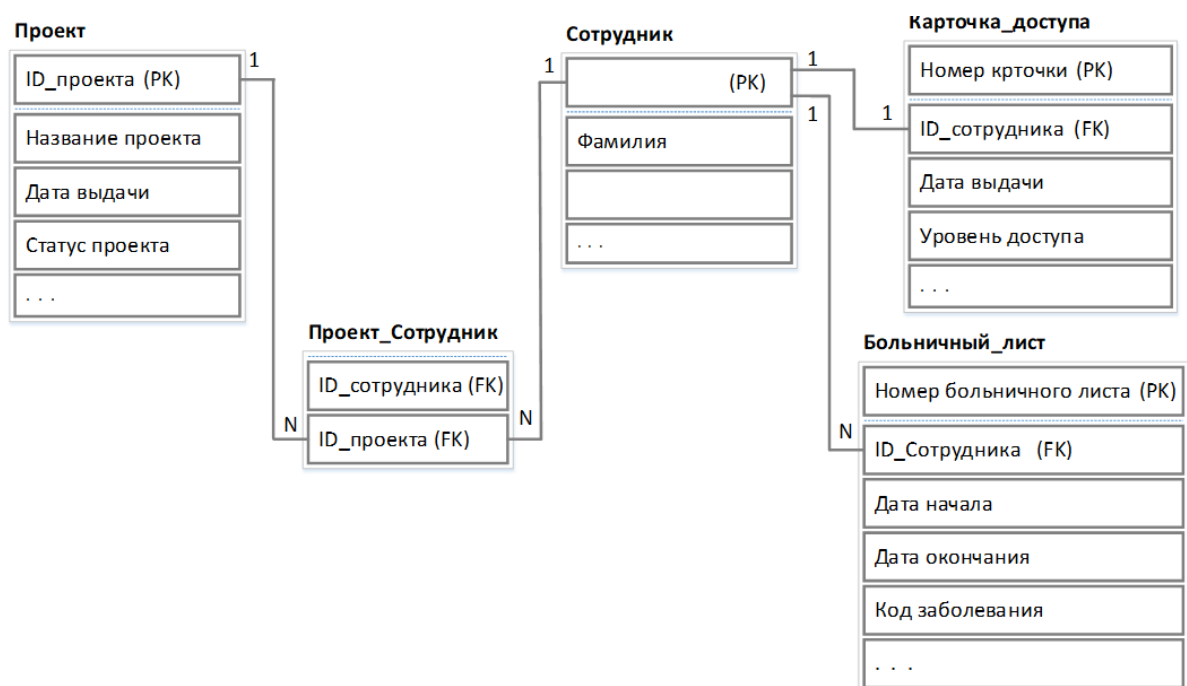 Проект
1
ID_проекта (PK)
Название проекта
Дата выдачи
Статус проекта
. . .
Проект_Сотрудник
ID_сотрудника (FK)
N
ID_проекта (FK)
N
Сотрудник
1
(PK)
1
1
Фамилия
. . .
Карточка_доступа
Номер крточки (PK)
1
ID_сотрудника (FK)
Дата выдачи
Уровень доступа
. . .
Больничный_лист
Номер больничного листа (PK)
N
ID_Сотрудника (FK)
Дата начала
Дата окончания
Код заболевания
. . .